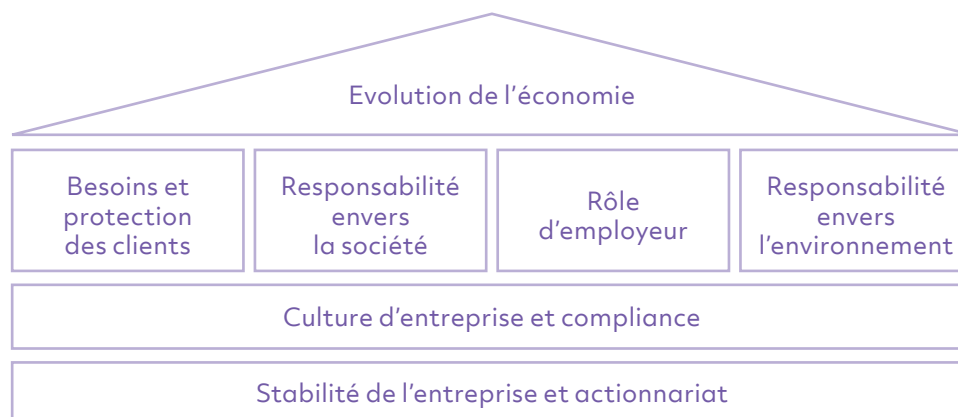 Evolution de l’économie
Besoins et
protection
des clients
Responsabilité
envers
la société
Rôle
d’employeur
Responsabilité
envers
l’environnement
Culture d’entreprise et compliance
Stabilité de l’entreprise et actionnariat